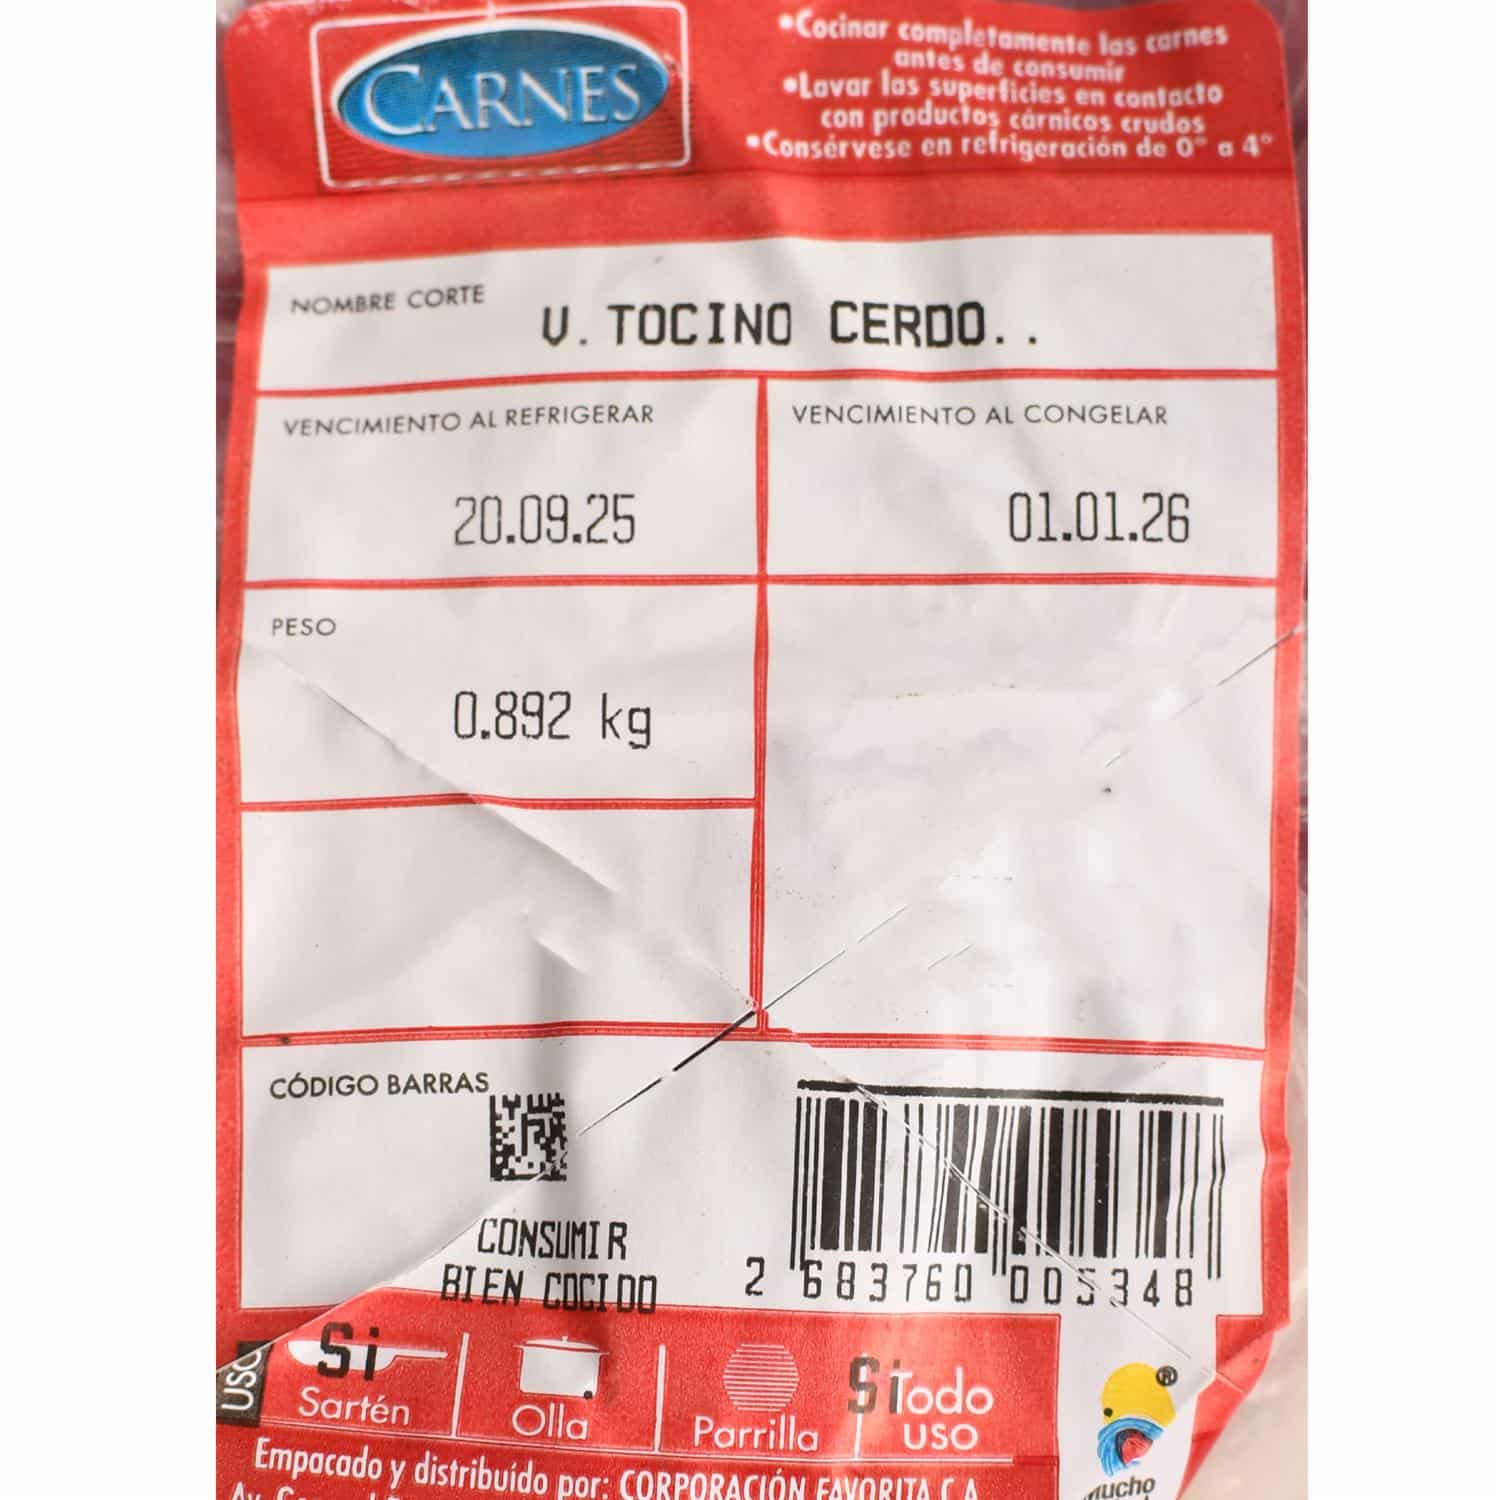 CARNES
•Cocinar completamente las carnes
antes de consumir
•Lavar las superficies en contacto
con productos cárnicos crudos
•Consérvese en refrigeración de 0° a 4°
NOMBRE CORTE
V. TOCINO CERDO. .
VENCIMIENTO AL REFRIGERAR
VENCIMIENTO AL CONGELAR
20.09.25
01.01.26
PESO
0.892 kg
CÓDIGO BARRAS
CONSUMIR
BIEN COCIDO
2 683760 005348
USO
Si
Sartén
Olla
Parrilla
Si
Todo
USO
®
Empacado y distribuído por: CORPORACIÓN FAVORITA C.A.
Av.
mucho